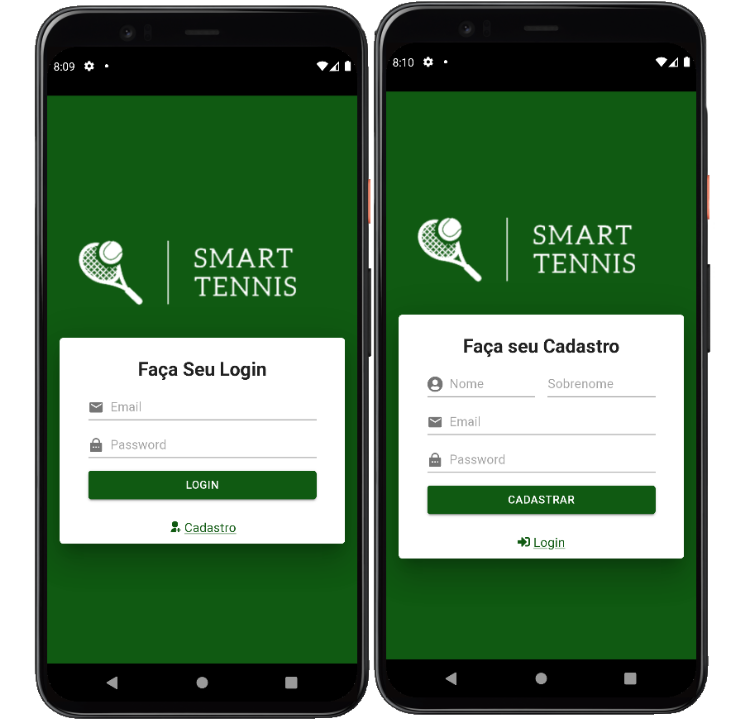 8:09
SMART
TENNIS
Faça Seu Login
Email
Password
LOGIN
Cadastro
8:10
SMART
TENNIS
Faça seu Cadastro
Nome Sobrenome
Email
Password
CADASTRAR
Login